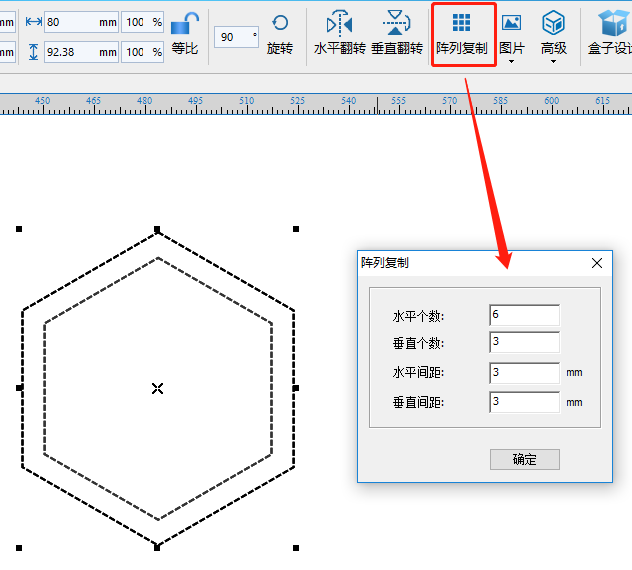 mm 80 mm 100 %
mm 92.38 mm 100 %
等比
90 °
旋转
水平翻转
垂直翻转
阵列复制
图片
高级
盒子设
450 465 480 495 510 525 540 555 570 585 600 615
阵列复制
水平个数: 6
垂直个数: 3
水平间距: 3 mm
垂直间距: 3 mm
确定